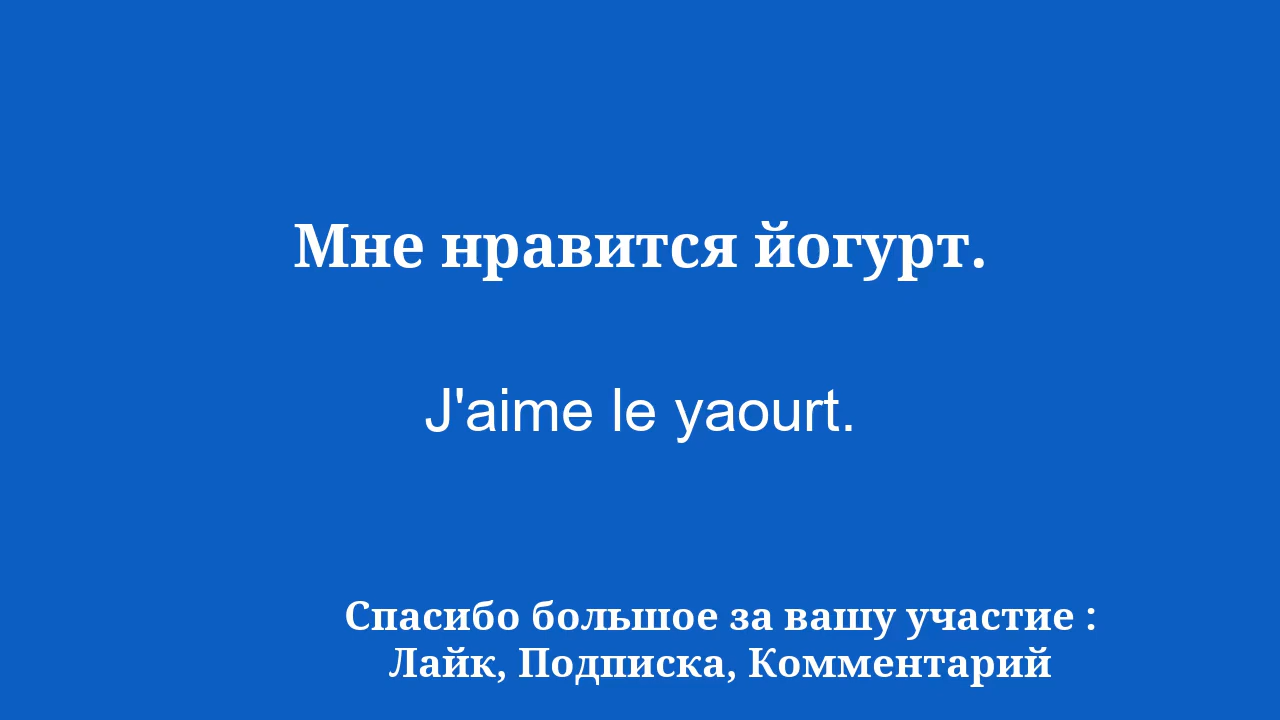 Мне нравится йогурт.
J'aime le yaourt.
Спасибо большое за вашу участие :
Лайк, Подписка, Комментарий